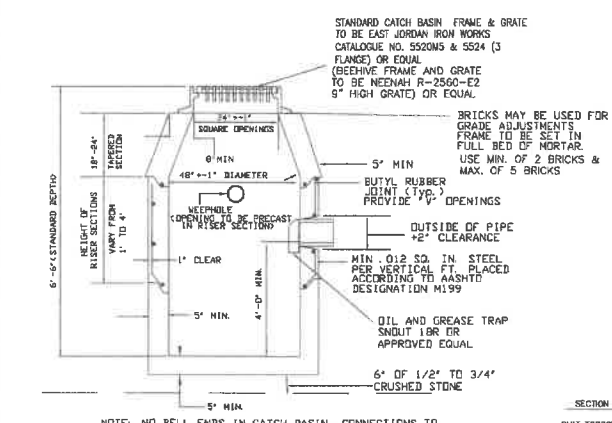 STANDARD CATCH BASIN FRAME & GRATE
TO BE EAST JORDAN IRON WORKS
CATALOGUE NO. 5520M5 & 5524 (3
FLANGE) OR EQUAL
(BEEHIVE FRAME AND GRATE
TO BE NEENAH R-2560-E2
9" HIGH GRATE) OR EQUAL
BRICKS MAY BE USED FOR
GRADE ADJUSTMENTS
FRAME TO BE SET IN
FULL BED OF MORTAR.
USE MIN. OF 2 BRICKS &
MAX. OF 5 BRICKS
24"+-1"
SQUARE OPENINGS
8" MIN
48"+-1" DIAMETER
5" MIN
BUTYL RUBBER
JOINT (Typ.)
PROVIDE "V" OPENINGS
WEEPHOLE
(OPENING TO BE PRECAST
IN RISER SECTION)
OUTSIDE OF PIPE
+2" CLEARANCE
1" CLEAR
MIN .012 SQ. IN. STEEL
PER VERTICAL FT. PLACED
ACCORDING TO AASHTO
DESIGNATION M199
5" MIN.
4'-0" MIN.
OIL AND GREASE TRAP
SNOUT 18R OR
APPROVED EQUAL
6" OF 1/2" TO 3/4"
CRUSHED STONE
5" MIN
6'-6"(STANDARD DEPTH)
18"-24"
TAPERED
SECTION
HEIGHT OF
RISER SECTIONS
VARY FROM
1' TO 4'
SECTION
NOTE: NO BELL ENDS IN CATCH BASIN. CONNECTIONS TO